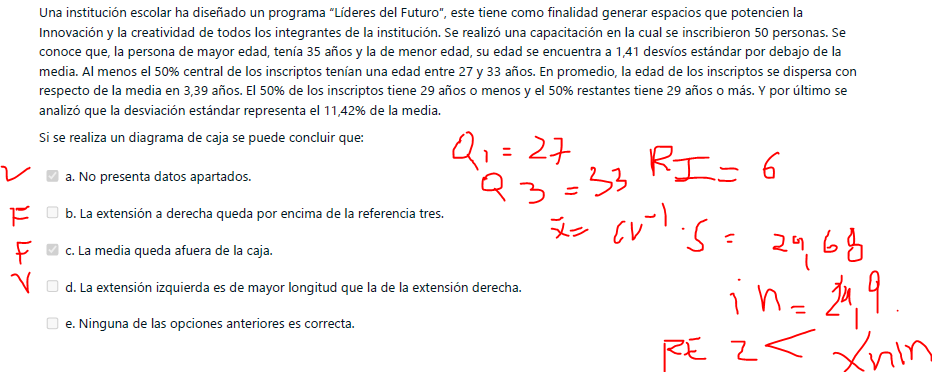 Una institución escolar ha diseñado un programa “Líderes del Futuro”, este tiene como finalidad generar espacios que potencien la
Innovación y la creatividad de todos los integrantes de la institución. Se realizó una capacitación en la cual se inscribieron 50 personas. Se
conoce que, la persona de mayor edad, tenía 35 años y la de menor edad, su edad se encuentra a 1,41 desvíos estándar por debajo de la
media. Al menos el 50% central de los inscriptos tenían una edad entre 27 y 33 años. En promedio, la edad de los inscriptos se dispersa con
respecto de la media en 3,39 años. El 50% de los inscriptos tiene 29 años o menos y el 50% restantes tiene 29 años o más. Y por último se
analizó que la desviación estándar representa el 11,42% de la media.
Si se realiza un diagrama de caja se puede concluir que:
Q1 = 27
RI = 6
Q3 = 33
V a. No presenta datos apartados.
F b. La extensión a derecha queda por encima de la referencia tres.
x̄ = CV⁻¹ . S = 29,68
F c. La media queda afuera de la caja.
V d. La extensión izquierda es de mayor longitud que la de la extensión derecha.
in = 24,9.
e. Ninguna de las opciones anteriores es correcta.
RE 2 < Xmin